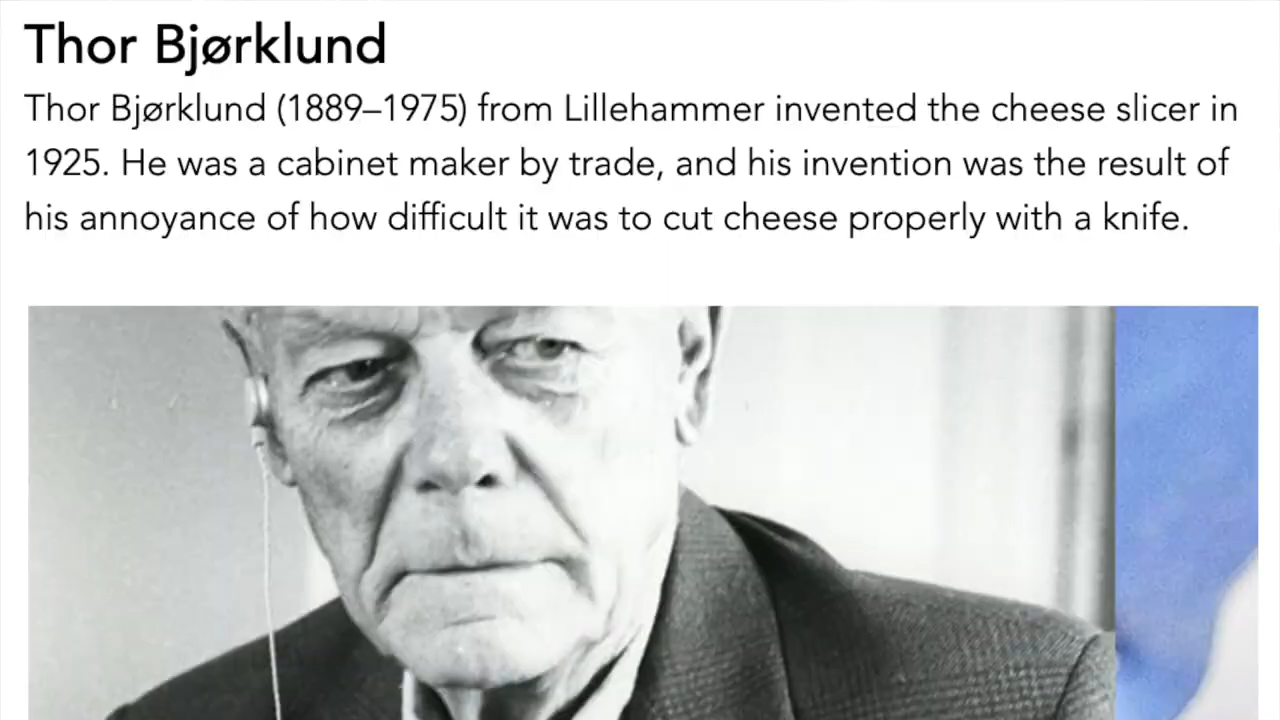 Thor Bjørklund
Thor Bjørklund (1889–1975) from Lillehammer invented the cheese slicer in
1925. He was a cabinet maker by trade, and his invention was the result of
his annoyance of how difficult it was to cut cheese properly with a knife.